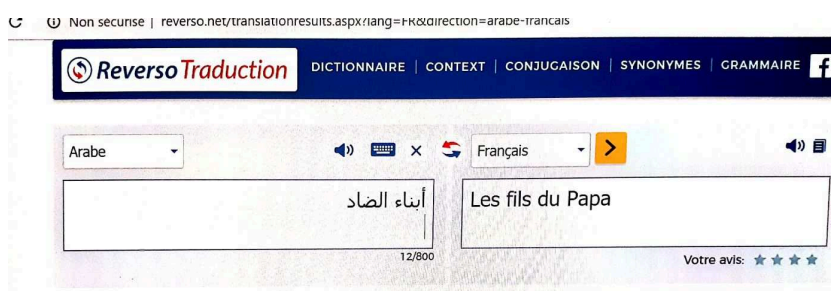 Non sécurisé | reverso.net/translationresults.aspx?lang=FR&direction=arabe-francais
Reverso Traduction DICTIONNAIRE | CONTEXT | CONJUGAISON | SYNONYMES | GRAMMAIRE f
Arabe Français
أبناء الضاد Les fils du Papa
12/800 Votre avis: